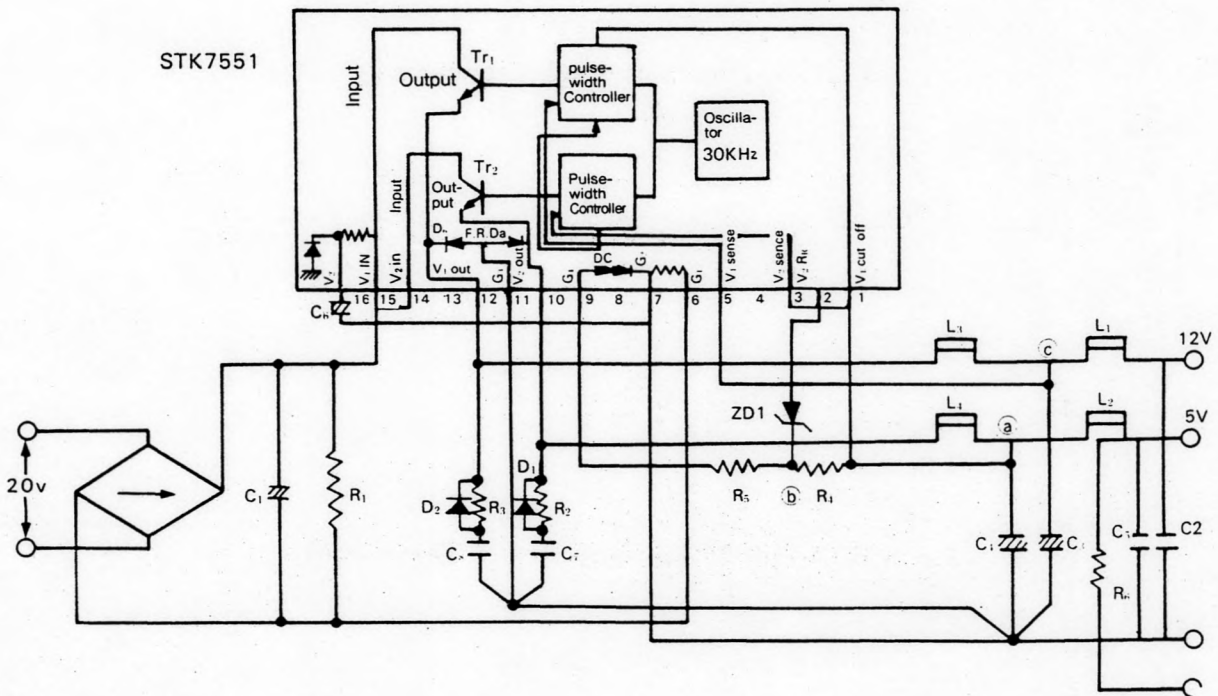 STK7551
Input
Output
Tr₁
pulse-
width
Controller
Oscilla-
tor
30KHz
Input
Out-
put
Tr₂
Pulse-
width
Controller
F.R.Da
V₁ IN
V₂ in
V₁ out
V₂ out
DC
V₁ sense
V₂ sence
V₂ RK
V₁ cut off
16
15
14
13
12
11
10
9
8
7
6
5
4
3
2
1
L₃
ⓒ
L₁
12V
ZD1
L₄
ⓐ
L₂
5V
20v
C₁
R₁
D₂
R₃
D₁
R₂
R₅
ⓑ
R₄
C₇
C2
R₆